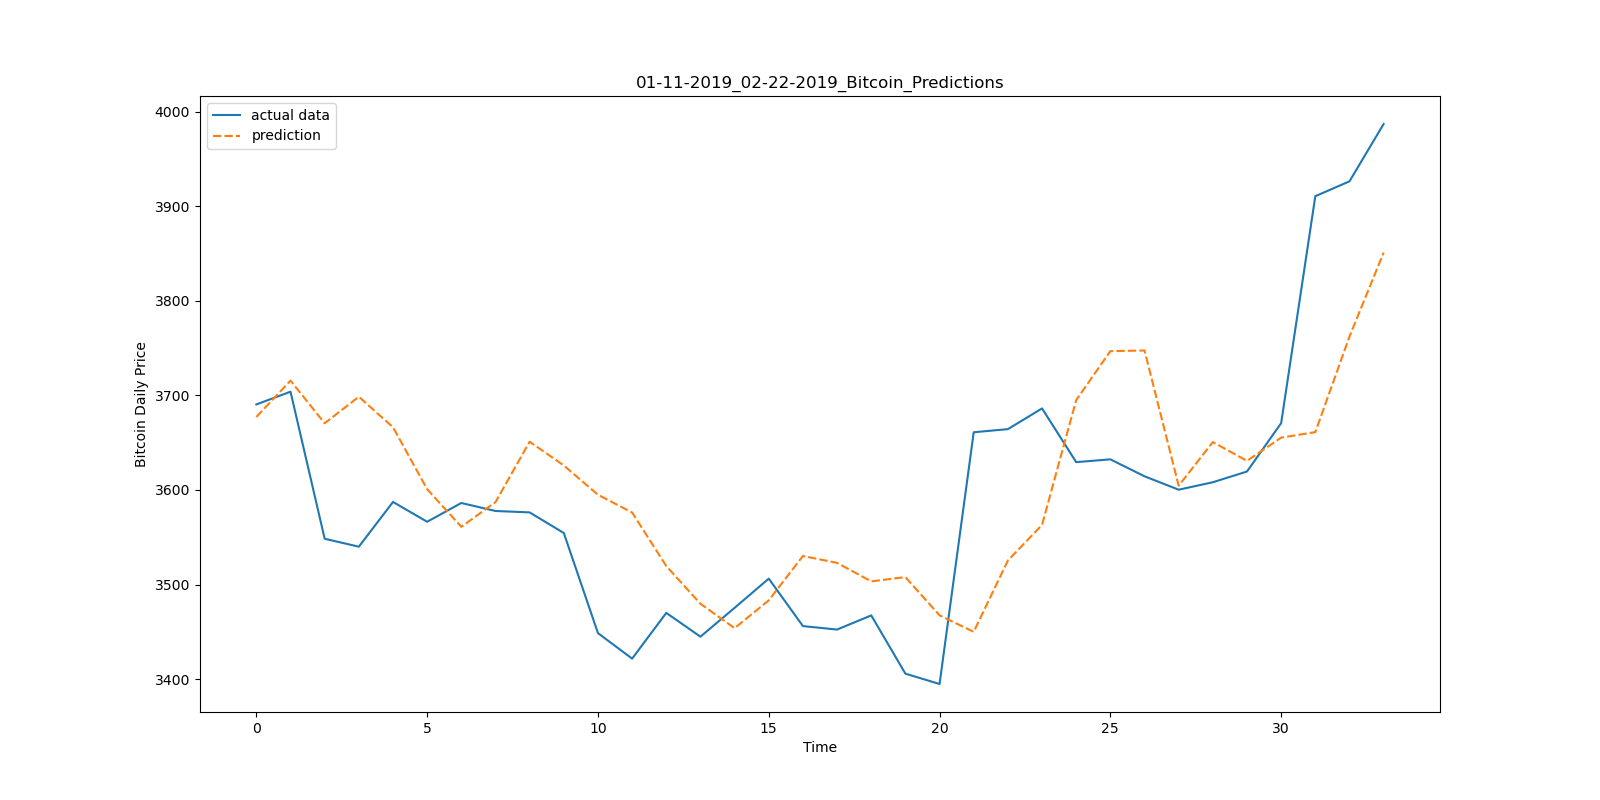 01-11-2019_02-22-2019_Bitcoin_Predictions
actual data
prediction
Bitcoin Daily Price
4000
3900
3800
3700
3600
3500
3400
0 5 10 15 20 25 30
Time